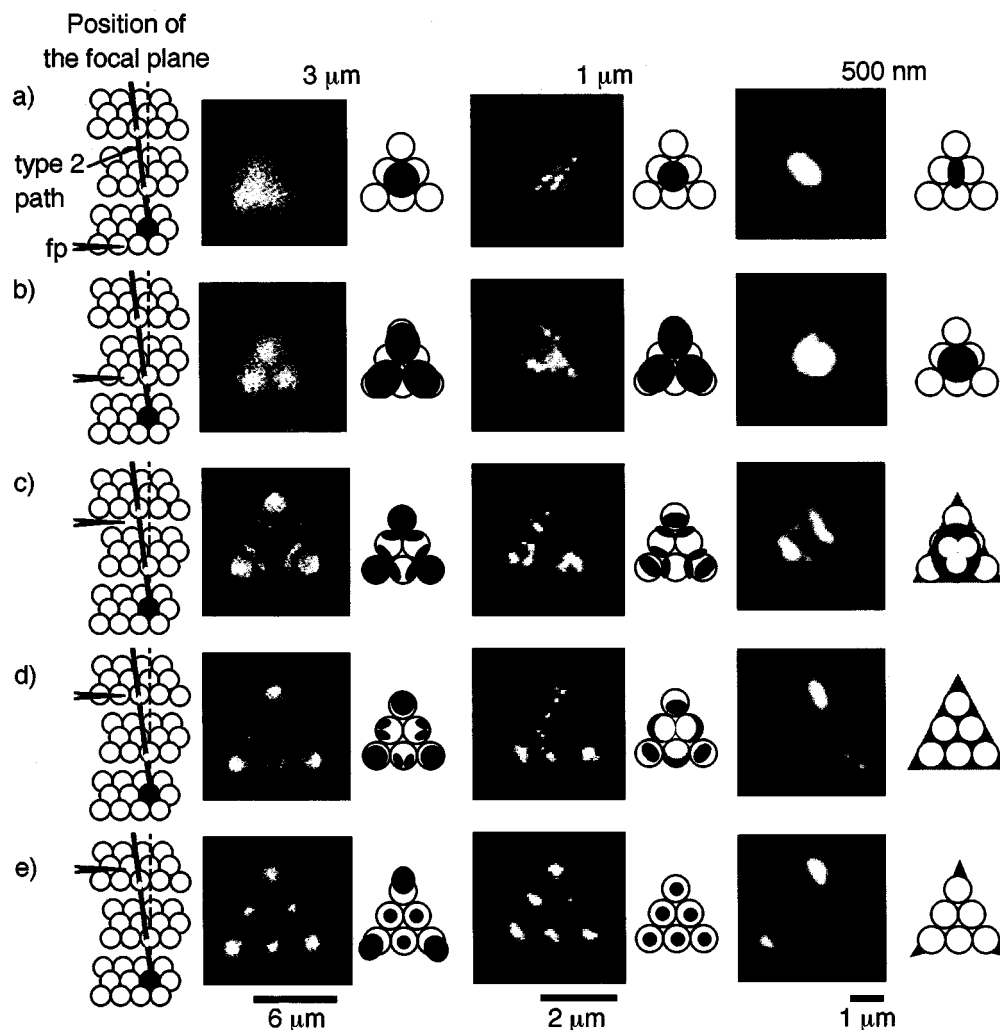 Position of
the focal plane
3 μm
1 μm
500 nm
a)
type 2
path
fp
b)
c)
d)
e)
6 μm
2 μm
1 μm